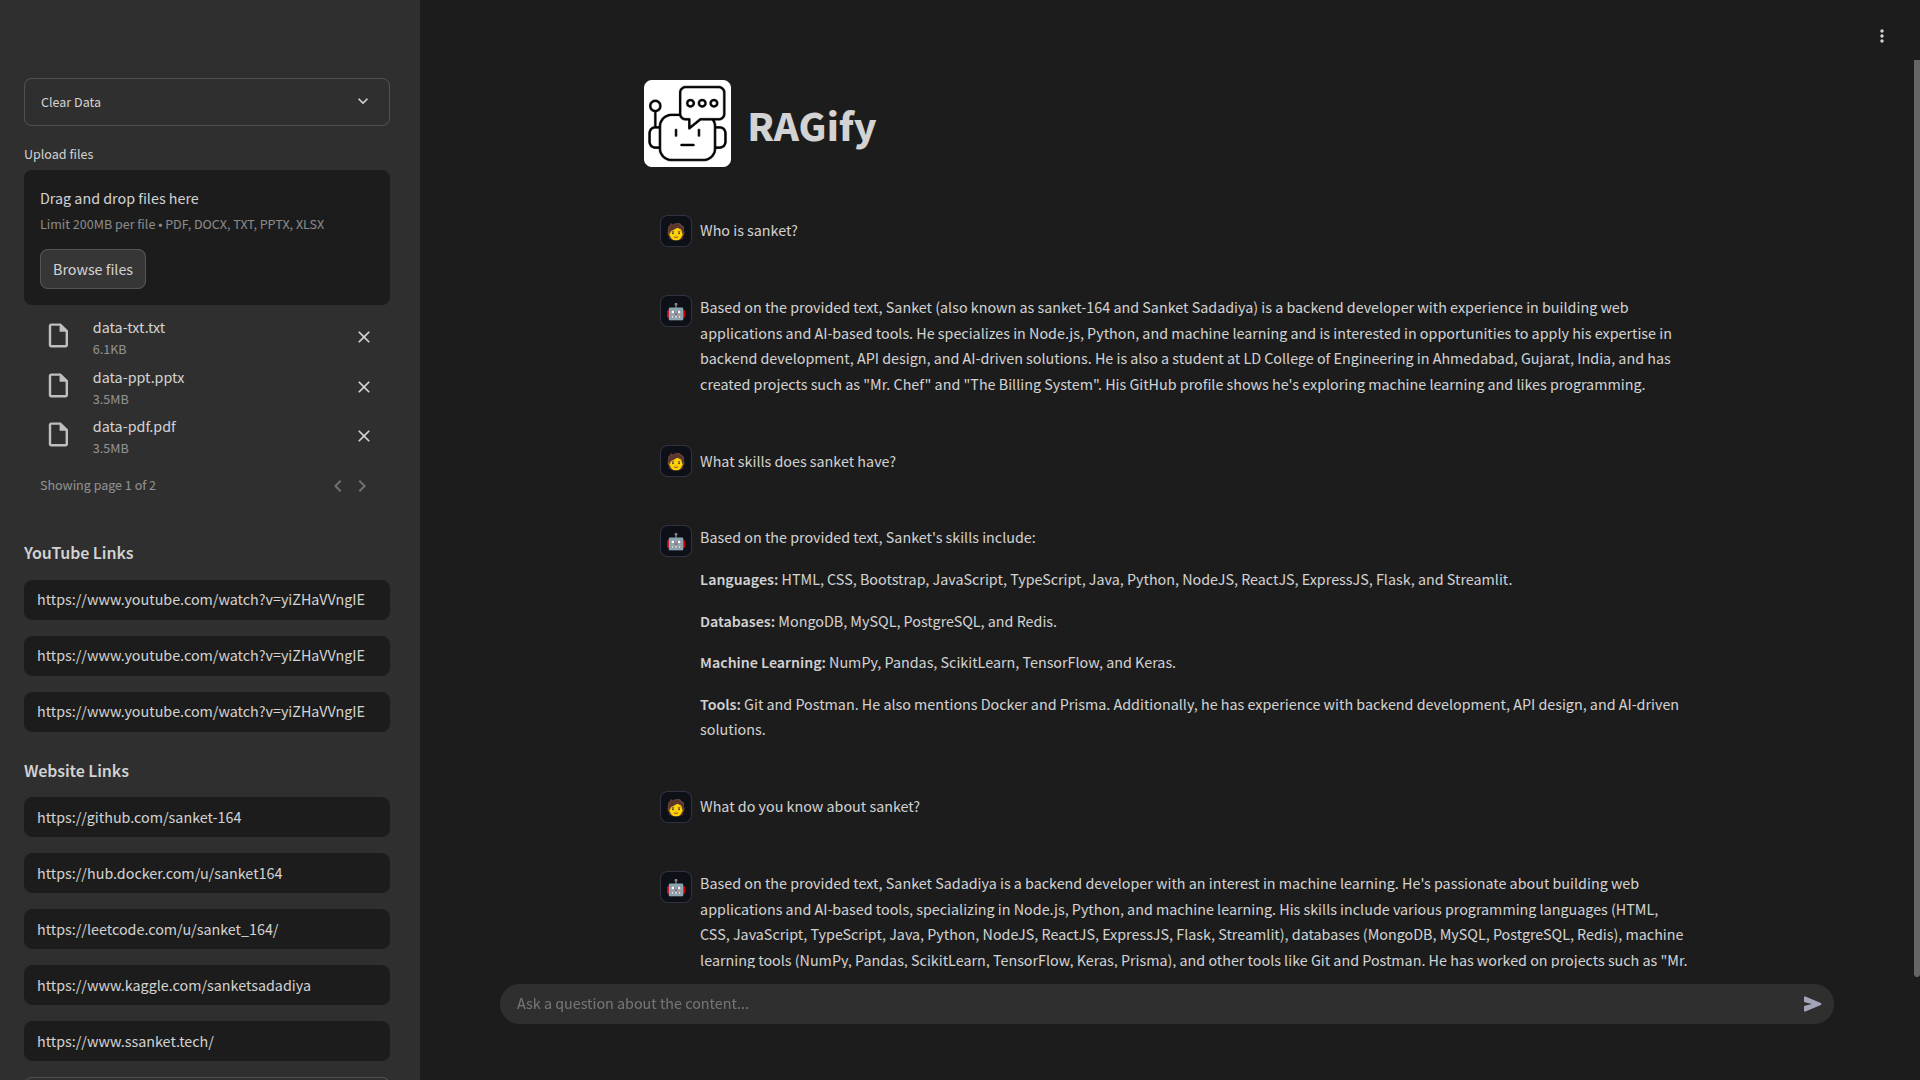 Clear Data
Upload files
Drag and drop files here
Limit 200MB per file • PDF, DOCX, TXT, PPTX, XLSX
Browse files
data-txt.txt
6.1KB
data-ppt.pptx
3.5MB
data-pdf.pdf
3.5MB
Showing page 1 of 2
YouTube Links
https://www.youtube.com/watch?v=yiZHaVVngIE
https://www.youtube.com/watch?v=yiZHaVVngIE
https://www.youtube.com/watch?v=yiZHaVVngIE
Website Links
https://github.com/sanket-164
https://hub.docker.com/u/sanket164
https://leetcode.com/u/sanket_164/
https://www.kaggle.com/sanketsadadiya
https://www.ssanket.tech/
RAGify
Who is sanket?
Based on the provided text, Sanket (also known as sanket-164 and Sanket Sadadiya) is a backend developer with experience in building web
applications and AI-based tools. He specializes in Node.js, Python, and machine learning and is interested in opportunities to apply his expertise in
backend development, API design, and AI-driven solutions. He is also a student at LD College of Engineering in Ahmedabad, Gujarat, India, and has
created projects such as "Mr. Chef" and "The Billing System". His GitHub profile shows he's exploring machine learning and likes programming.
What skills does sanket have?
Based on the provided text, Sanket's skills include:
Languages: HTML, CSS, Bootstrap, JavaScript, TypeScript, Java, Python, NodeJS, ReactJS, ExpressJS, Flask, and Streamlit.
Databases: MongoDB, MySQL, PostgreSQL, and Redis.
Machine Learning: NumPy, Pandas, ScikitLearn, TensorFlow, and Keras.
Tools: Git and Postman. He also mentions Docker and Prisma. Additionally, he has experience with backend development, API design, and AI-driven
solutions.
What do you know about sanket?
Based on the provided text, Sanket Sadadiya is a backend developer with an interest in machine learning. He's passionate about building web
applications and AI-based tools, specializing in Node.js, Python, and machine learning. His skills include various programming languages (HTML,
CSS, JavaScript, TypeScript, Java, Python, NodeJS, ReactJS, ExpressJS, Flask, Streamlit), databases (MongoDB, MySQL, PostgreSQL, Redis), machine
learning tools (NumPy, Pandas, ScikitLearn, TensorFlow, Keras, Prisma), and other tools like Git and Postman. He has worked on projects such as "Mr.
Ask a question about the content...